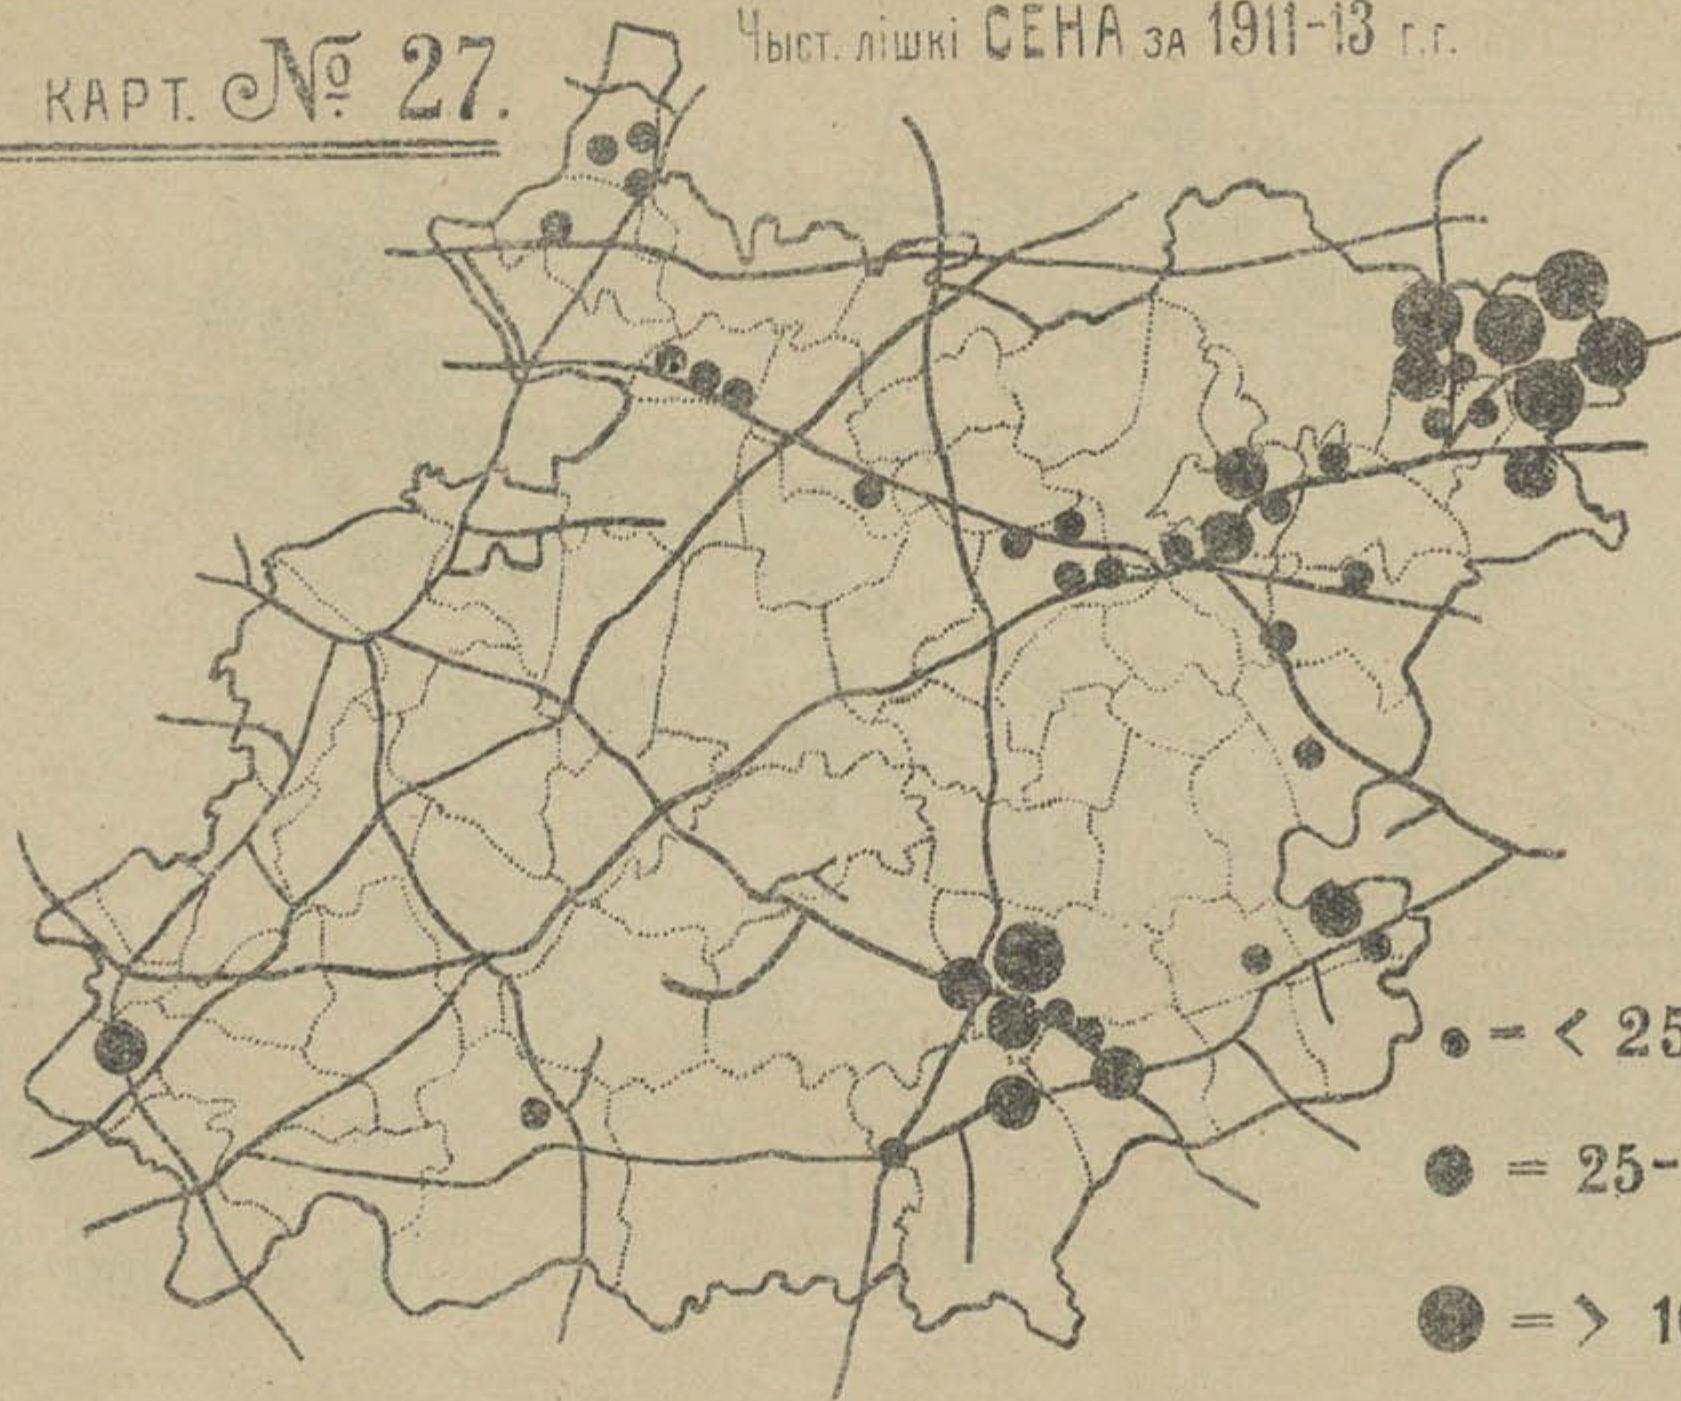 КАРТ. № 27.
Чыст. лішкі СЕНА за 1911-13 г.г.
= < 25
= 25-
= > 1